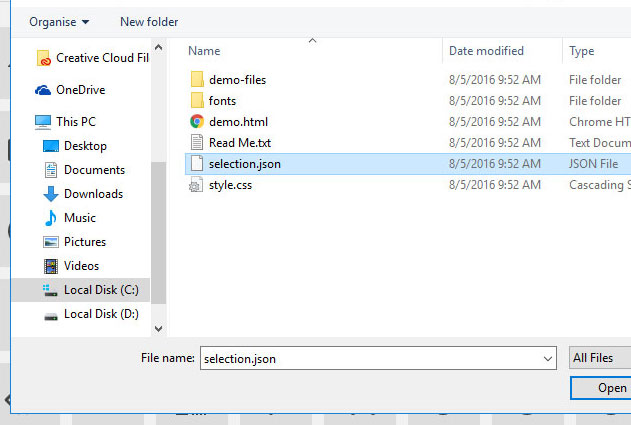 Organise New folder
Name Date modified Type
Creative Cloud Fil
OneDrive
This PC
Desktop
Documents
Downloads
Music
Pictures
Videos
Local Disk (C:)
Local Disk (D:)
demo-files 8/5/2016 9:52 AM File folder
fonts 8/5/2016 9:52 AM File folder
demo.html 8/5/2016 9:52 AM Chrome HT
Read Me.txt 8/5/2016 9:52 AM Text Docum
selection.json 8/5/2016 9:52 AM JSON File
style.css 8/5/2016 9:52 AM Cascading S
File name: selection.json All Files
Open